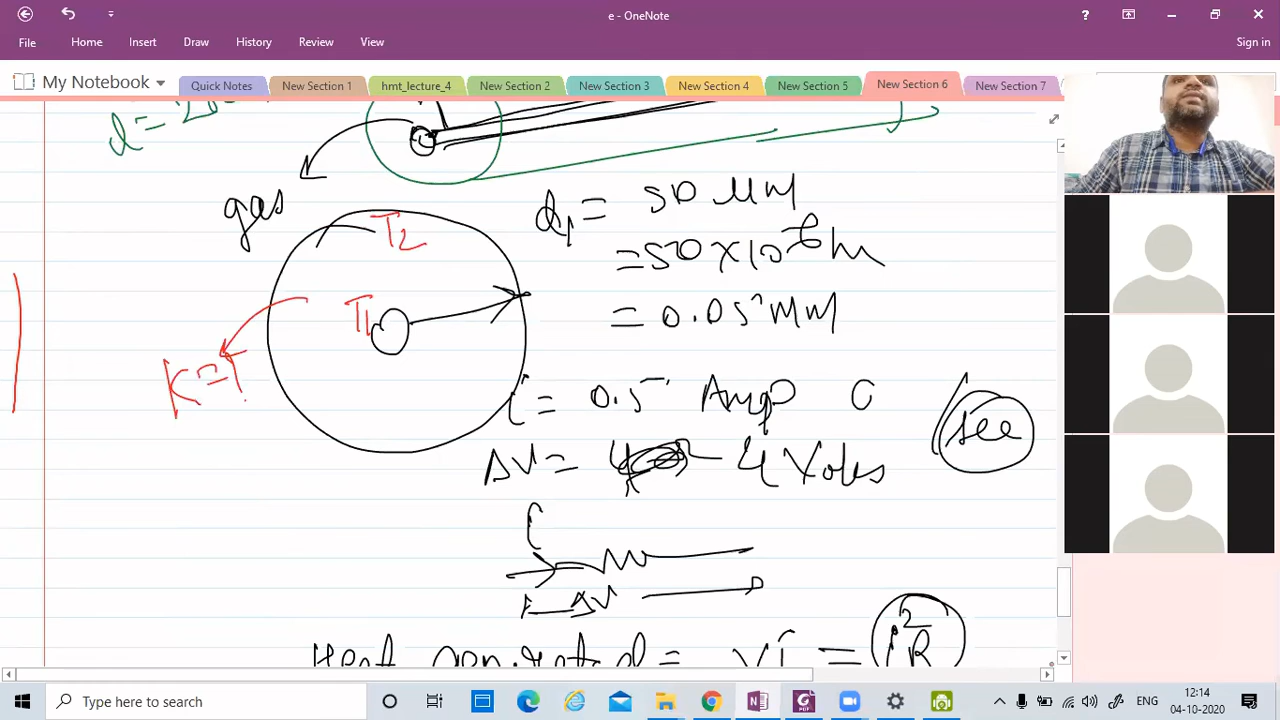 e - OneNote
Sign in
File Home Insert Draw History Review View
My Notebook Quick Notes New Section 1 hmt_lecture_4 New Section 2 New Section 3 New Section 4 New Section 5 New Section 6 New Section 7
gas
d1 = 50 μm
= 50 × 10^-6 m
= 0.05 mm
T2
T1
K = ?
i = 0.5 Amp
ΔV = 4 Volts
see
i
ΔV
Heat generated = Vi = i²R
Type here to search
ENG 2:14
04-10-2020